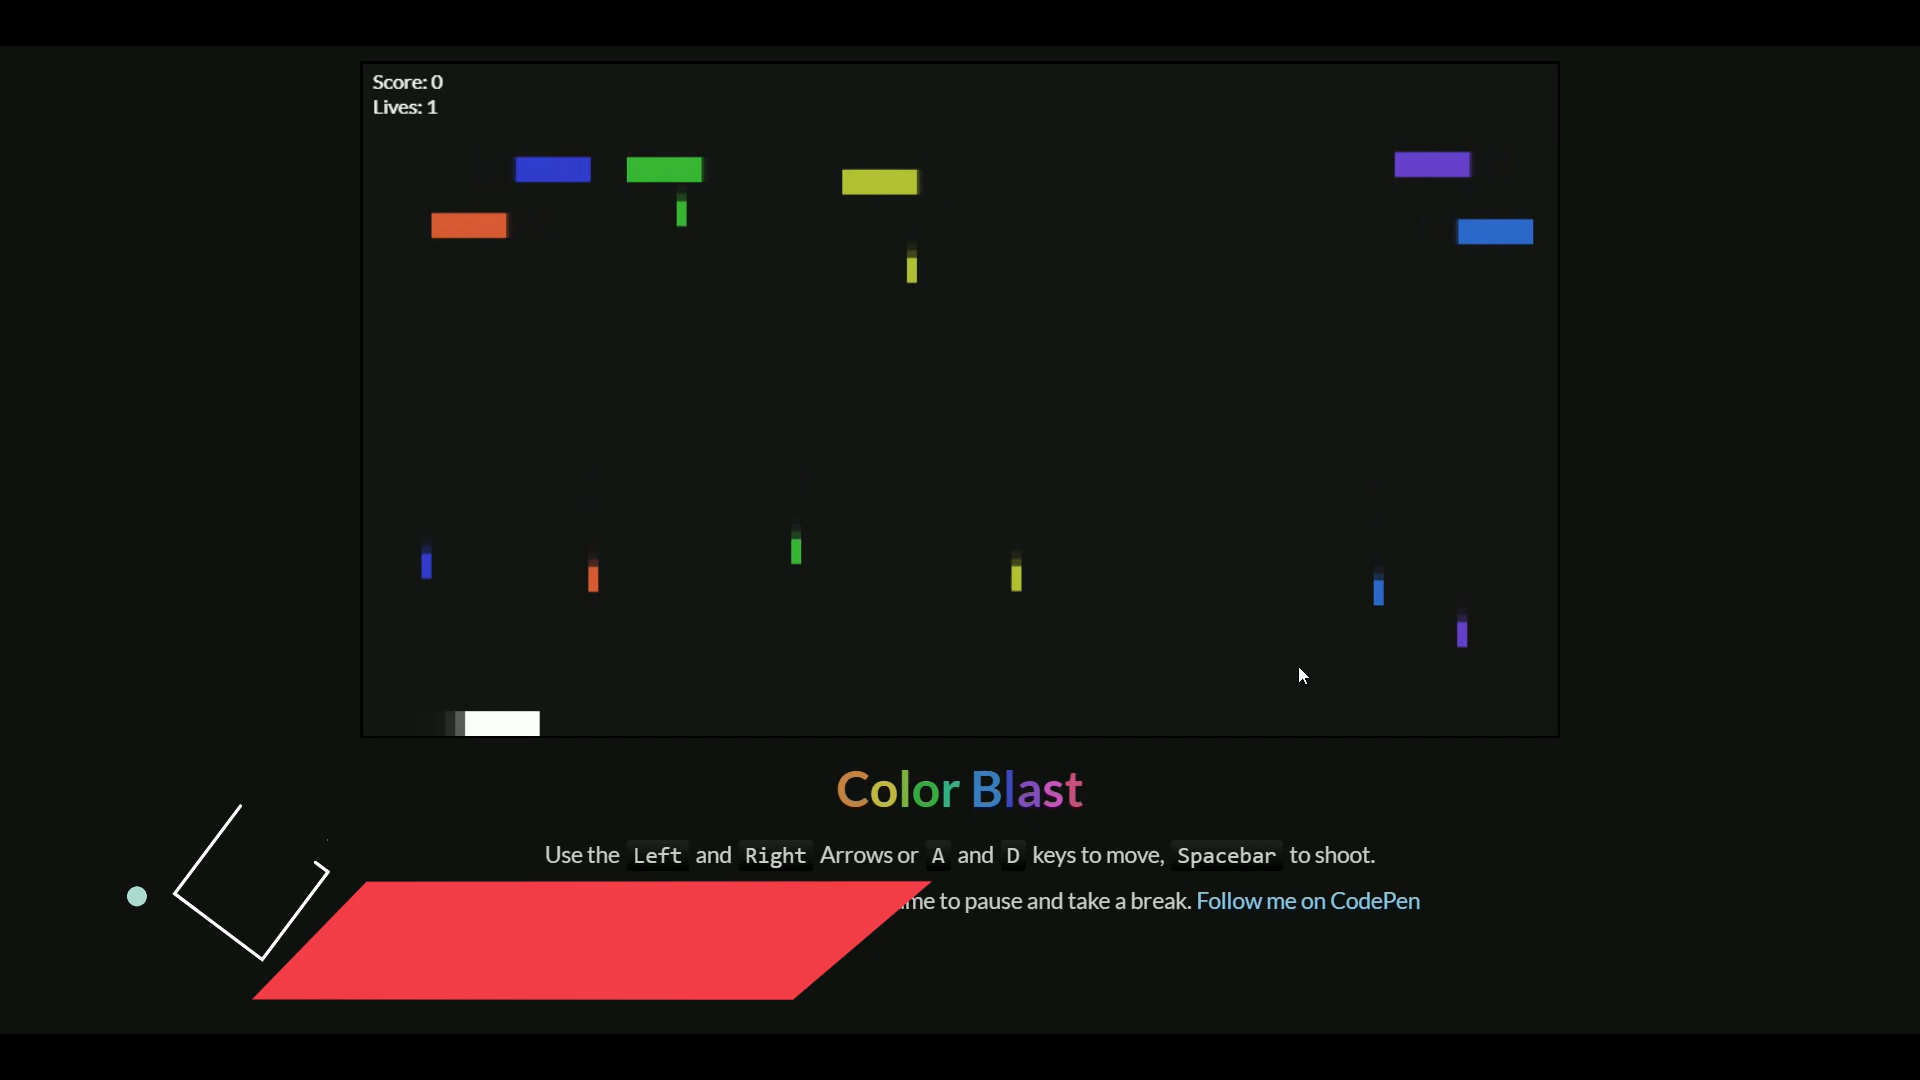 Score: 0
Lives: 1
Color Blast
Use the Left and Right Arrows or A and D keys to move, Spacebar to shoot.
to pause and take a break. Follow me on CodePen